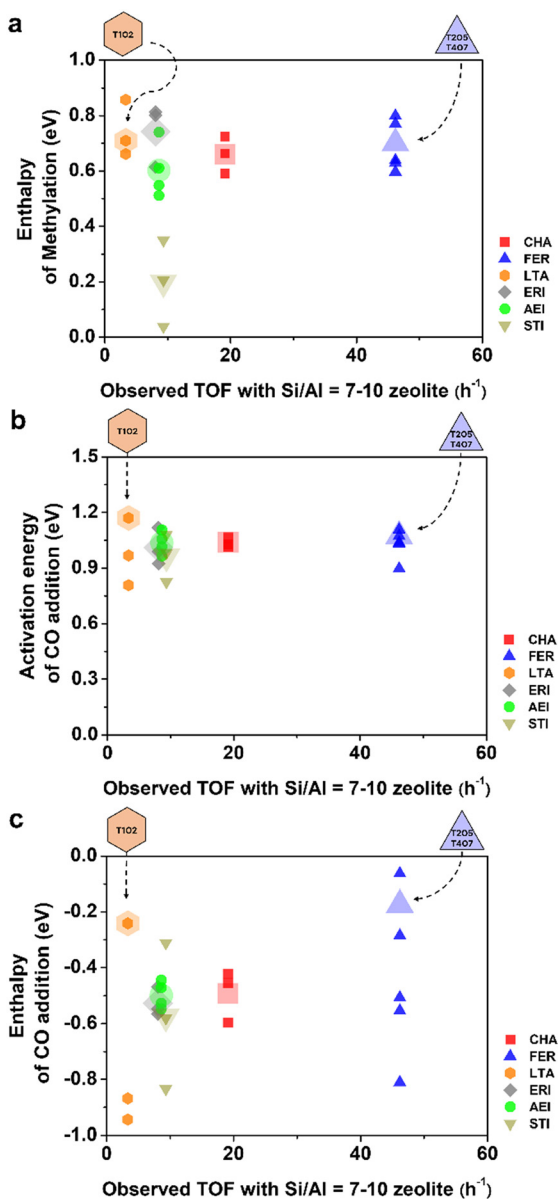 a
T1O2
T2O5
T4O7
1.0
0.8
0.6
0.4
0.2
0.0
Enthalpy
of Methylation (eV)
CHA
FER
LTA
ERI
AEI
STI
0 20 40 60
Observed TOF with Si/Al = 7-10 zeolite (h⁻¹)
b
T1O2
T2O5
T4O7
1.5
1.2
0.9
0.6
0.3
0.0
Activation energy
of CO addition (eV)
CHA
FER
LTA
ERI
AEI
STI
0 20 40 60
Observed TOF with Si/Al = 7-10 zeolite (h⁻¹)
c
T1O2
T2O5
T4O7
0.0
-0.2
-0.4
-0.6
-0.8
-1.0
Enthalpy
of CO addition (eV)
CHA
FER
LTA
ERI
AEI
STI
0 20 40 60
Observed TOF with Si/Al = 7-10 zeolite (h⁻¹)